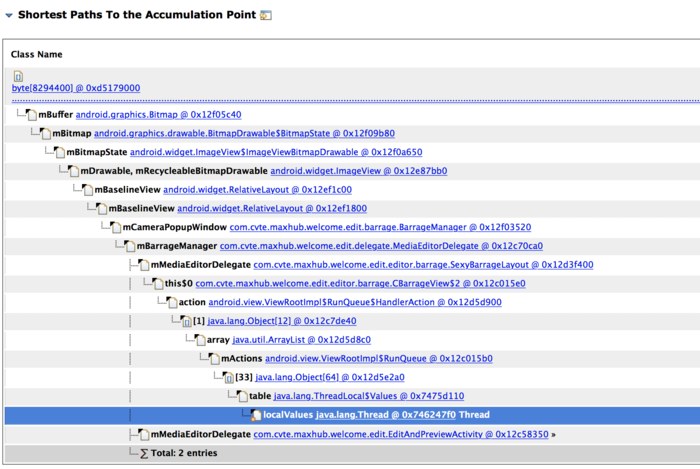 Shortest Paths To the Accumulation Point
Class Name
byte[8294400] @ 0xd5179000
mBuffer android.graphics.Bitmap @ 0x12f05c40
mBitmap android.graphics.drawable.BitmapDrawable$BitmapState @ 0x12f09b80
mBitmapState android.widget.ImageView$ImageViewBitmapDrawable @ 0x12f0a650
mDrawable, mRecycleableBitmapDrawable android.widget.ImageView @ 0x12e87bb0
mBaselineView android.widget.RelativeLayout @ 0x12ef1c00
mBaselineView android.widget.RelativeLayout @ 0x12ef1800
mCameraPopupWindow com.cvte.maxhub.welcome.edit.barrage.BarrageManager @ 0x12f03520
mBarrageManager com.cvte.maxhub.welcome.edit.delegate.MediaEditorDelegate @ 0x12c70ca0
mMediaEditorDelegate com.cvte.maxhub.welcome.edit.editor.barrage.SexyBarrageLayout @ 0x12d3f400
this$0 com.cvte.maxhub.welcome.edit.editor.barrage.CBarrageView$2 @ 0x12c015e0
action android.view.ViewRootImpl$RunQueue$HandlerAction @ 0x12d5d900
[1] java.lang.Object[12] @ 0x12c7de40
array java.util.ArrayList @ 0x12d5d8c0
mActions android.view.ViewRootImpl$RunQueue @ 0x12c015b0
[33] java.lang.Object[64] @ 0x12d5e2a0
table java.lang.ThreadLocal$Values @ 0x7475d110
localValues java.lang.Thread @ 0x746247f0 Thread
mMediaEditorDelegate com.cvte.maxhub.welcome.edit.EditAndPreviewActivity @ 0x12c58350 »
∑ Total: 2 entries